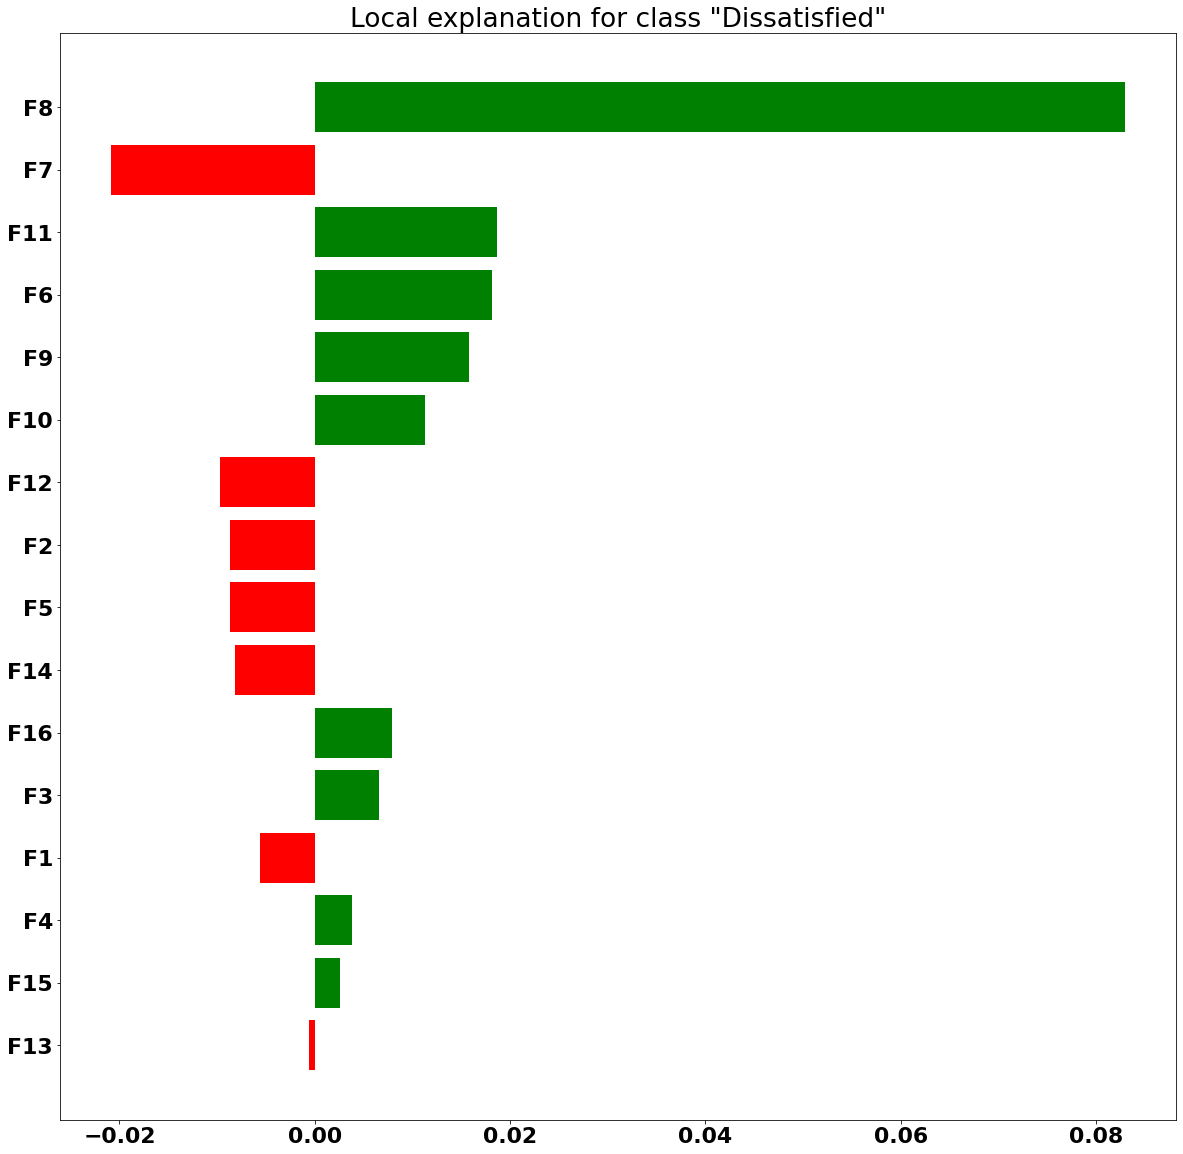 Local explanation for class "Dissatisfied"
F8
F7
F11
F6
F9
F10
F12
F2
F5
F14
F16
F3
F1
F4
F15
F13
−0.02 0.00 0.02 0.04 0.06 0.08